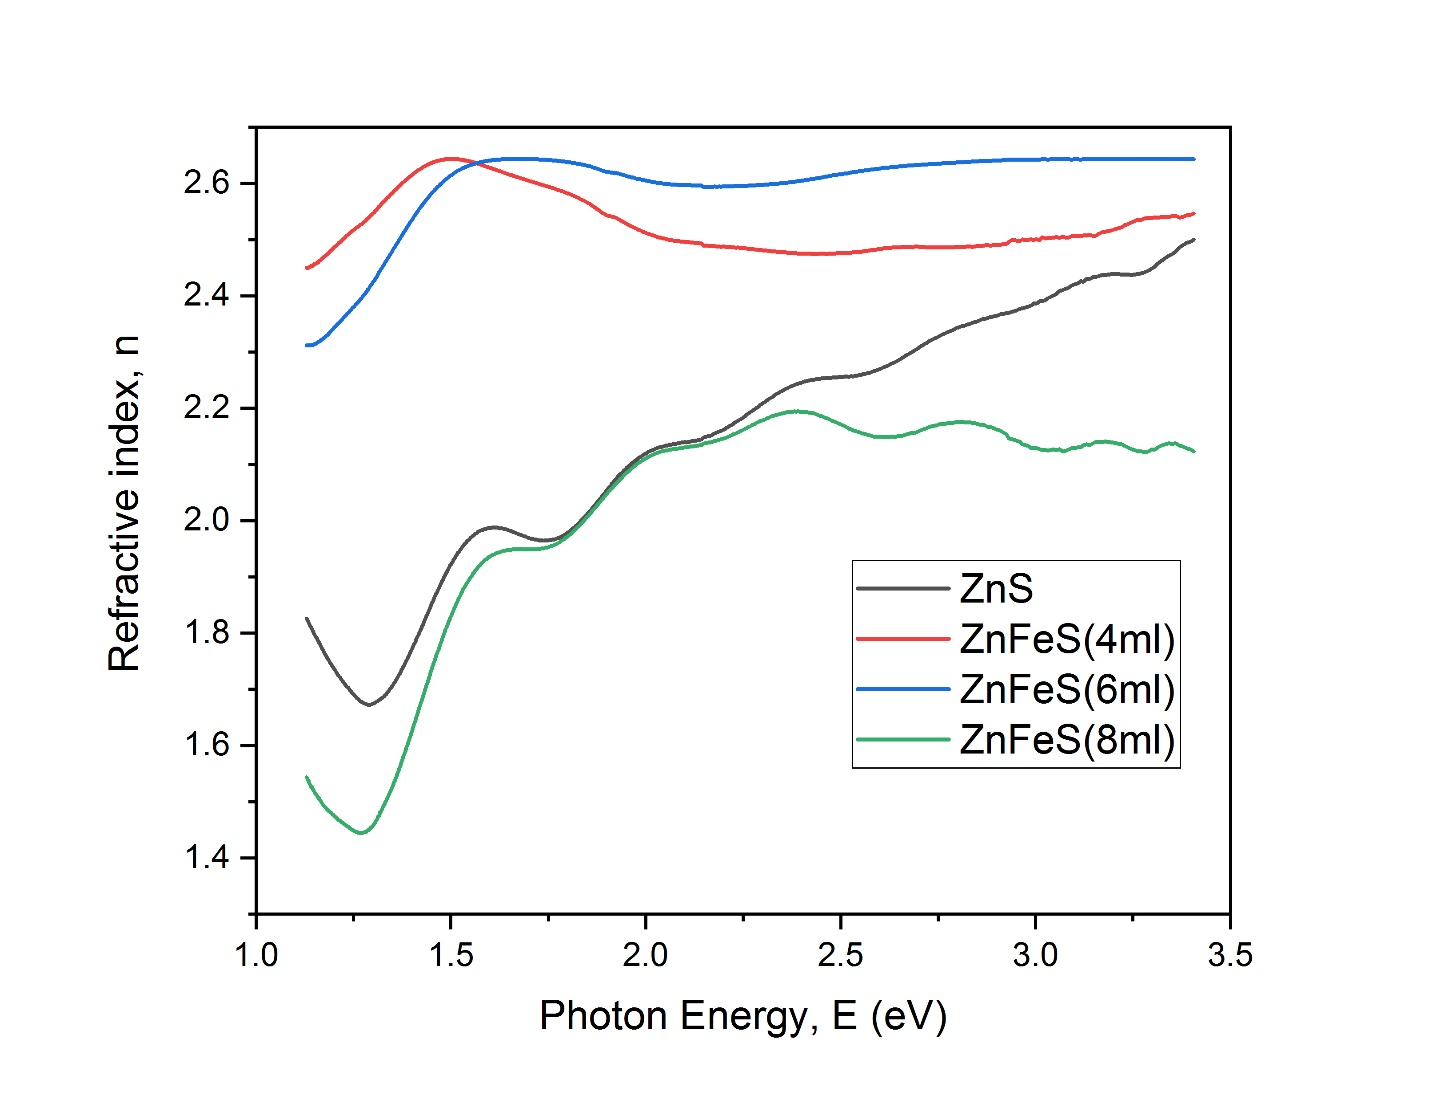 Refractive index, n
2.6
2.4
2.2
2.0
1.8
1.6
1.4
ZnS
ZnFeS(4ml)
ZnFeS(6ml)
ZnFeS(8ml)
1.0 1.5 2.0 2.5 3.0 3.5
Photon Energy, E (eV)